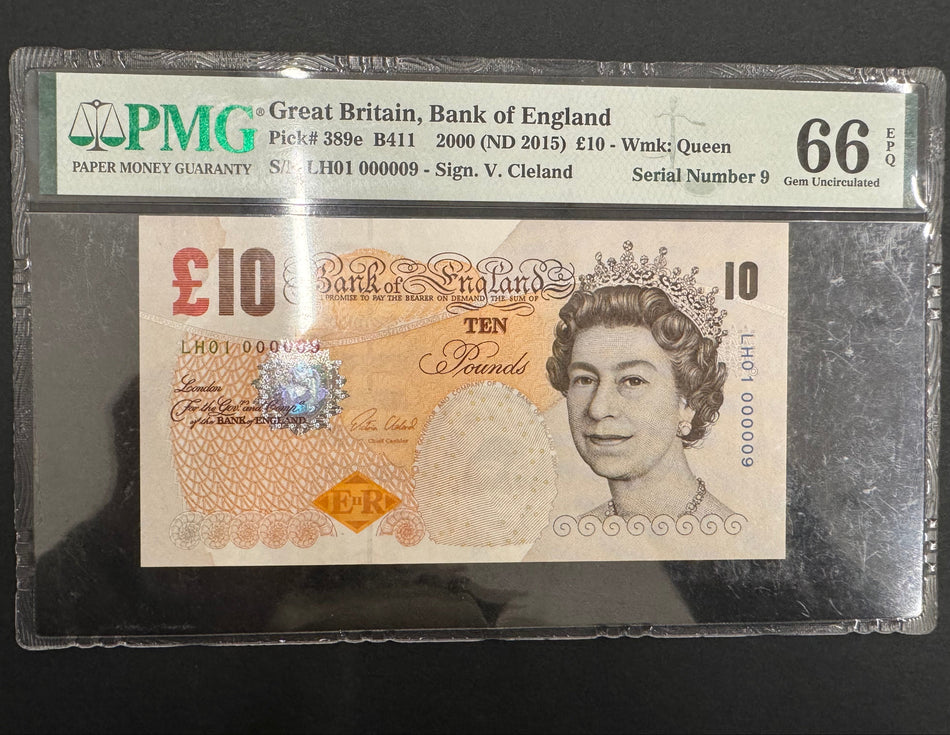 PMG®
PAPER MONEY GUARANTY
Great Britain, Bank of England
Pick# 389e B411 2000 (ND 2015) £10 - Wmk: Queen
LH01 000009 - Sign. V. Cleland
Serial Number 9
66
EPQ
Gem Uncirculated
£10
Bank of England
I PROMISE TO PAY THE BEARER ON DEMAND THE SUM OF
10
TEN
Pounds
LH01 000009
London
For the Govr. and Compa.
of the BANK of ENGLAND
Chief Cashier
EIIR
LH01 000009